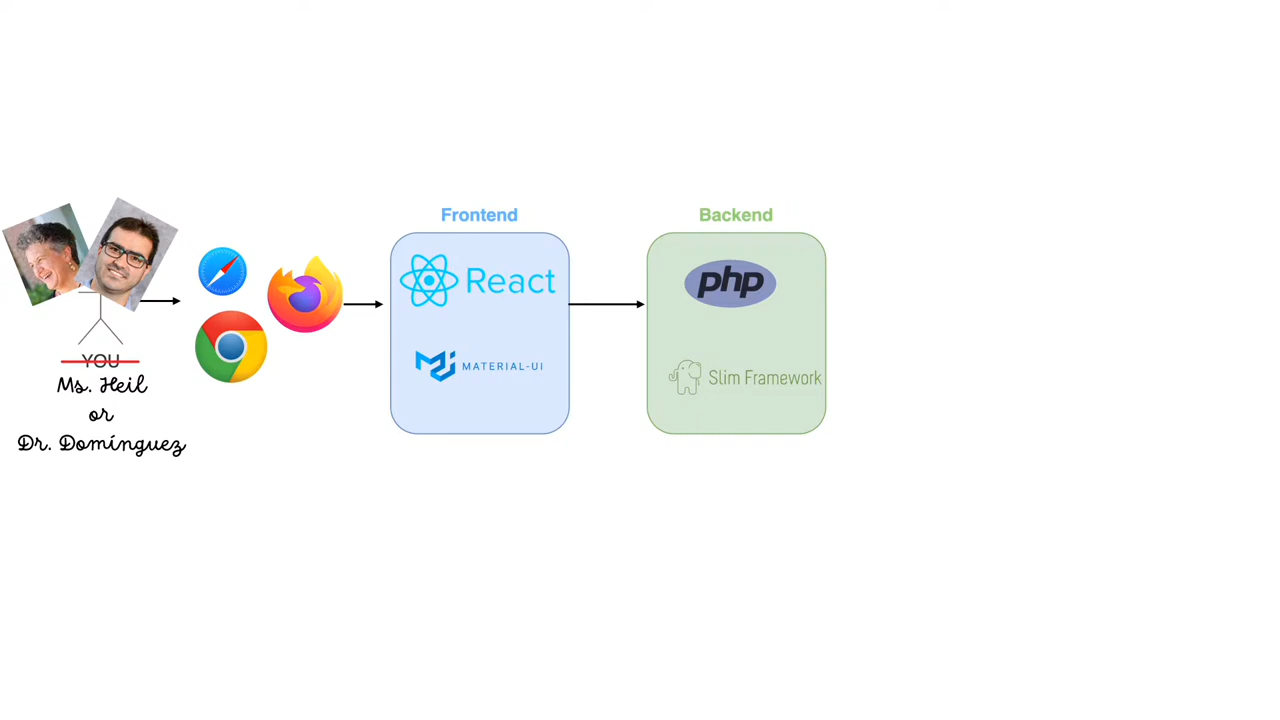 Frontend
Backend
React
php
MATERIAL-UI
Slim Framework
YOU
Ms. Heil
or
Dr. Domínguez